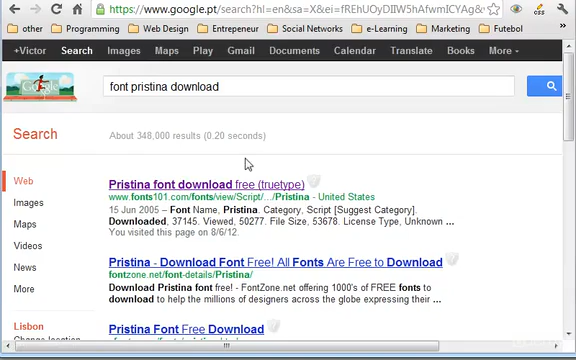 https://www.google.pt/search?hl=en&sa=X&ei=fREhUOyDIIW5hAfwmICYAg&
other Programming Web Design Entrepeneur Social Networks e-Learning Marketing Futebol
+Victor Search Images Maps Play Gmail Documents Calendar Translate Books More
Google
font pristina download
Search
About 348,000 results (0.20 seconds)
Web
Images
Maps
Videos
News
More
Lisbon
Change location
Pristina font download free (truetype)
www.fonts101.com/fonts/view/Script/.../Pristina - United States
15 Jun 2005 – Font Name, Pristina. Category, Script [Suggest Category].
Downloaded, 37145. Viewed, 50277. File Size, 53678. License Type, Unknown ...
You visited this page on 8/6/12.
Pristina - Download Font Free! All Fonts Are Free to Download
fontzone.net/font-details/Pristina/
Download Pristina font free! - FontZone.net offering 1000's of FREE fonts to
download to help the millions of designers across the globe expressing their ...
Pristina Font Free Download